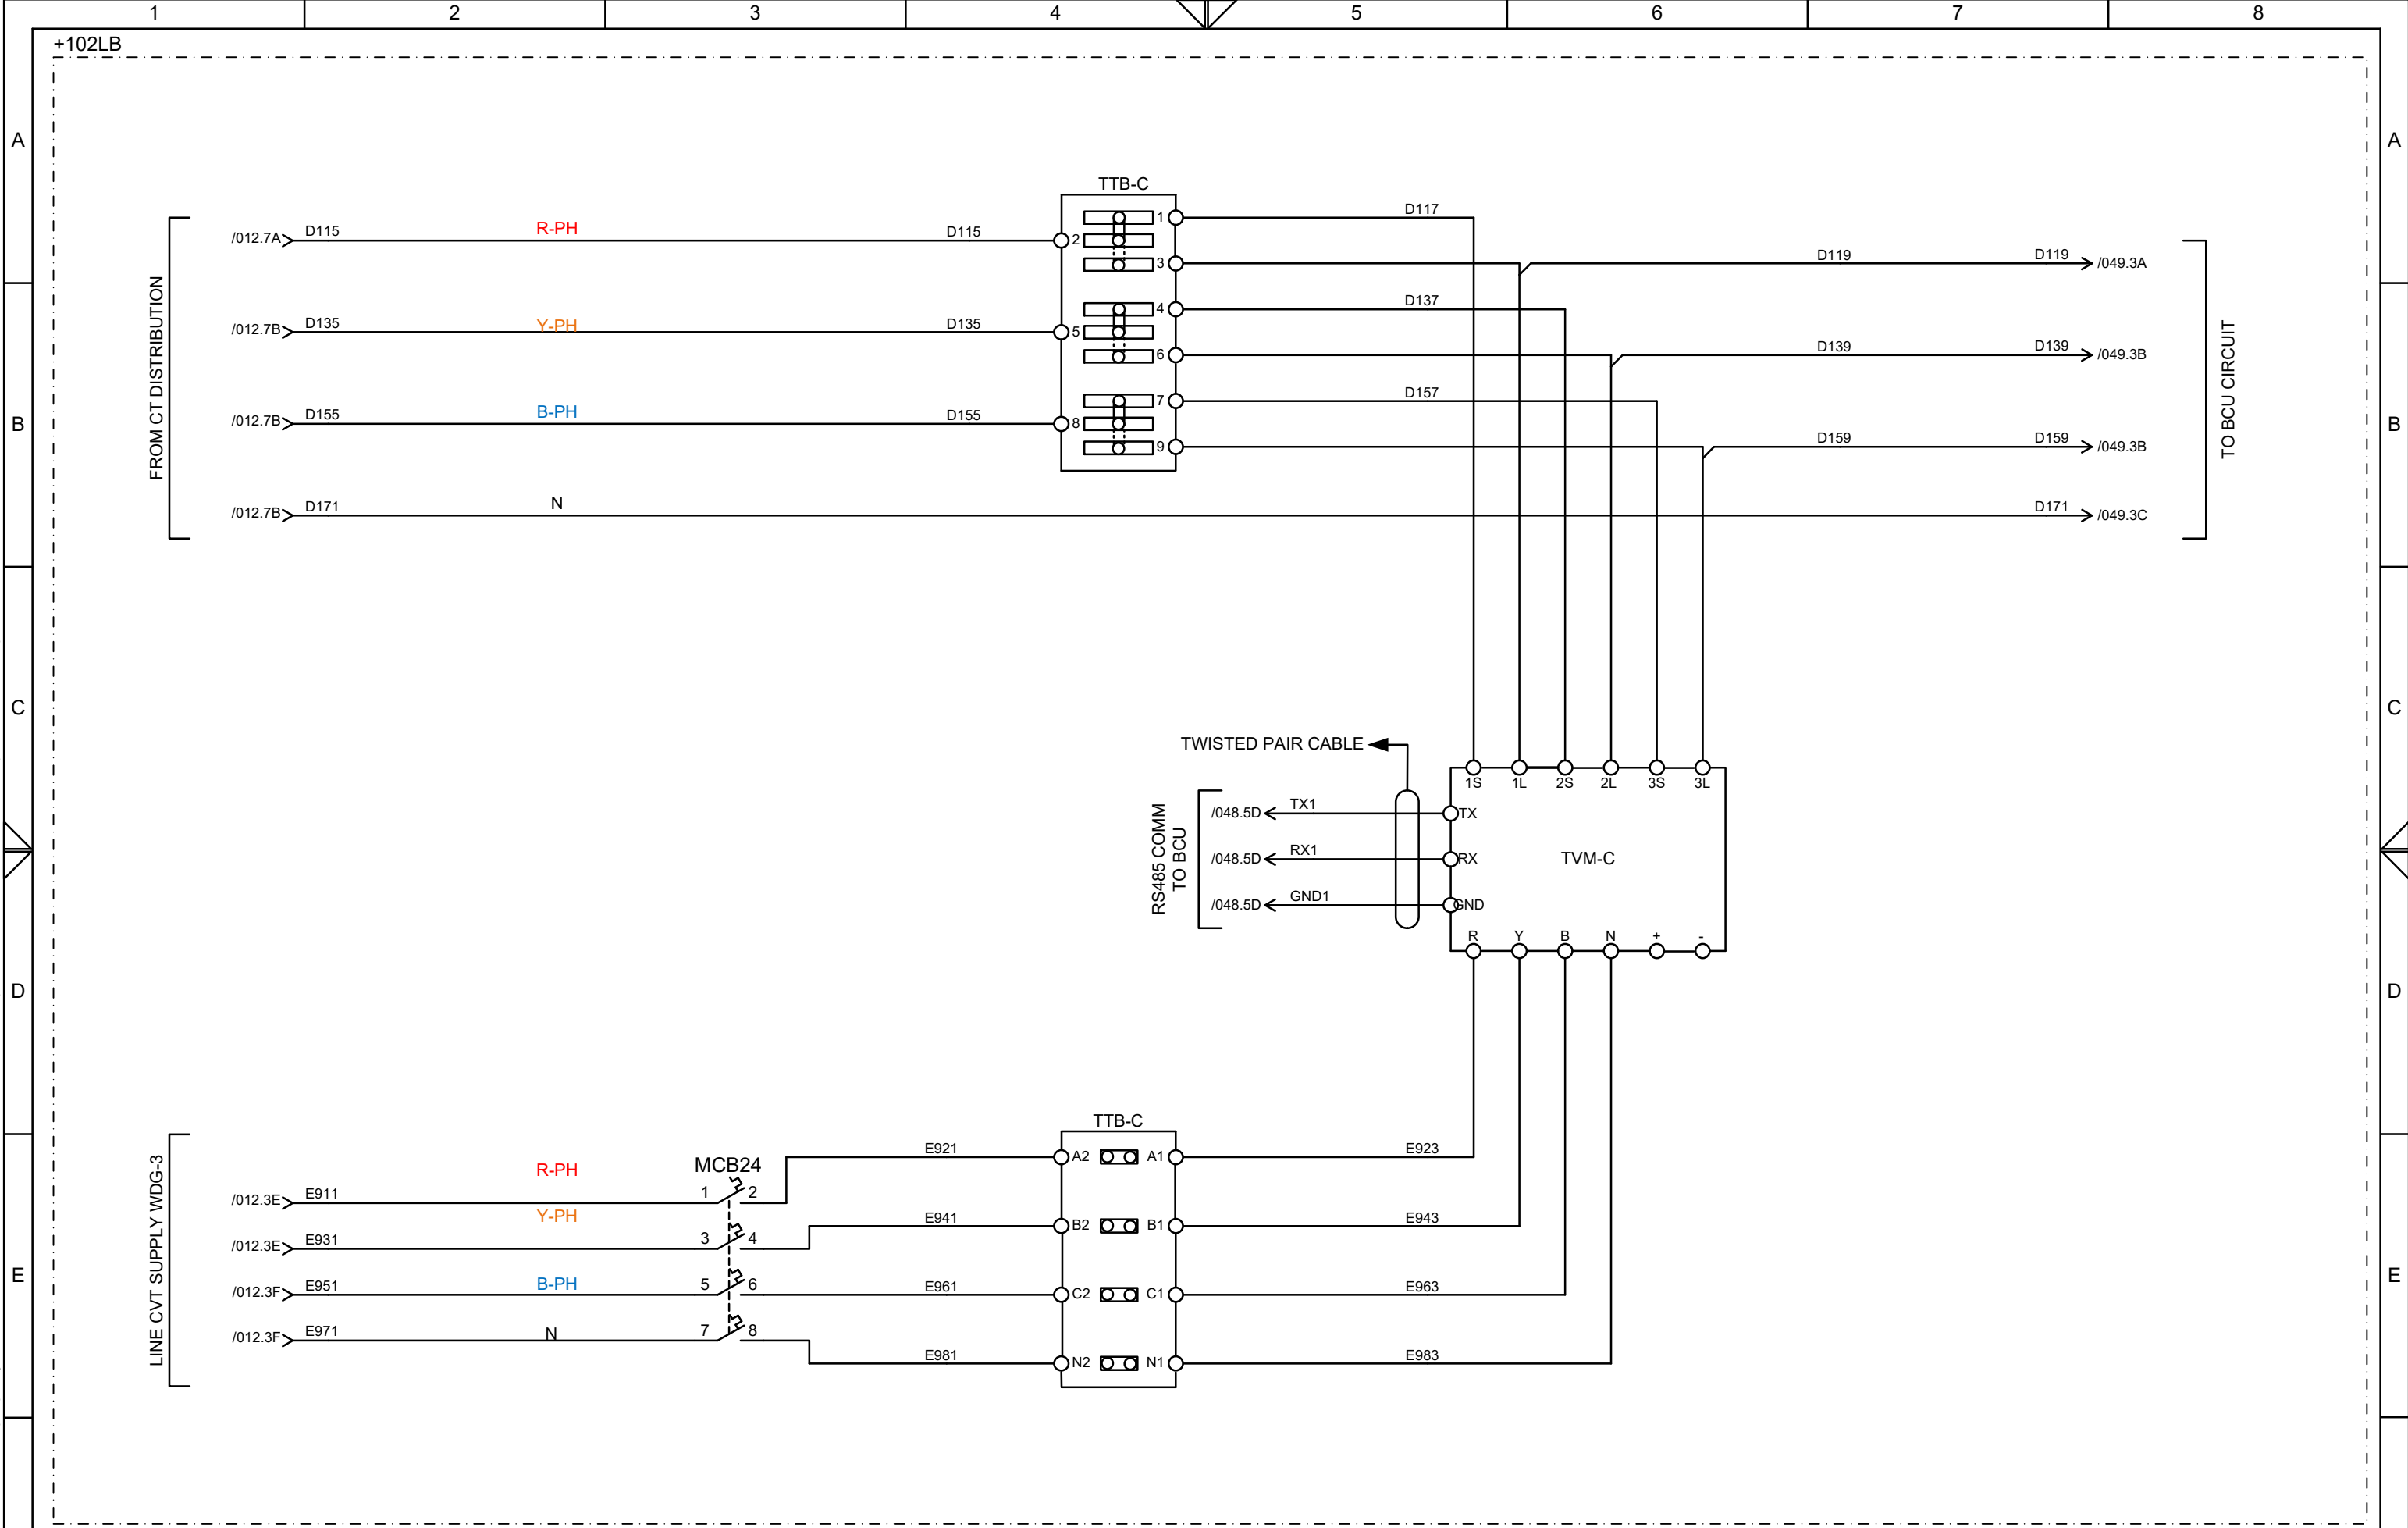 1 2 3 4 5 6 7 8
+102LB
A A
TTB-C
FROM CT DISTRIBUTION
/012.7A D115 R-PH D115 2 1 D117
3 D119 D119 /049.3A
4 D137
/012.7B D135 Y-PH D135 5
6 D139 D139 /049.3B
TO BCU CIRCUIT
7 D157
B B
/012.7B D155 B-PH D155 8
9 D159 D159 /049.3B
/012.7B D171 N D171 /049.3C
C C
TWISTED PAIR CABLE
1S 1L 2S 2L 3S 3L
RS485 COMM
TO BCU
/048.5D TX1 TX
/048.5D RX1 RX TVM-C
/048.5D GND1 GND
R Y B N + -
D D
TTB-C
LINE CVT SUPPLY WDG-3
E921 A2 A1 E923
R-PH MCB24
/012.3E E911 1 2
Y-PH E941 B2 B1 E943
/012.3E E931 3 4
E E
/012.3F E951 B-PH 5 6 E961 C2 C1 E963
/012.3F E971 N 7 8
E981 N2 N1 E983